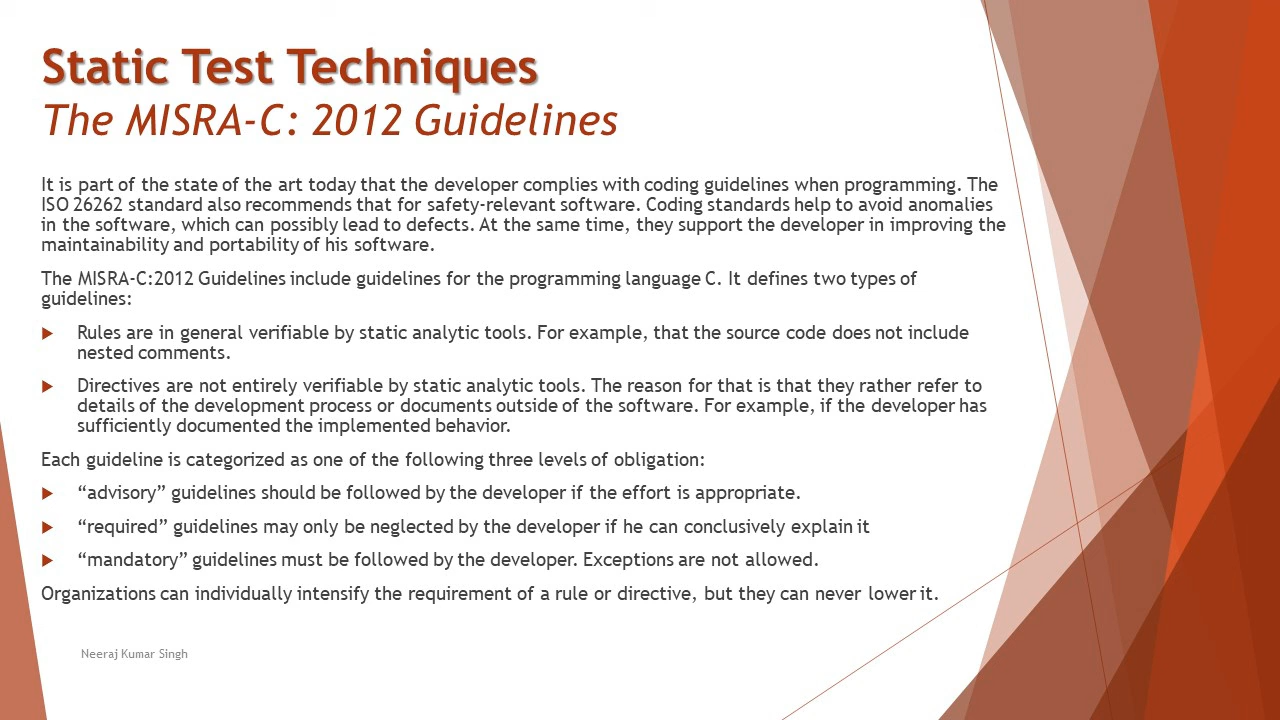 Static Test Techniques
The MISRA-C: 2012 Guidelines
It is part of the state of the art today that the developer complies with coding guidelines when programming. The
ISO 26262 standard also recommends that for safety-relevant software. Coding standards help to avoid anomalies
in the software, which can possibly lead to defects. At the same time, they support the developer in improving the
maintainability and portability of his software.
The MISRA-C:2012 Guidelines include guidelines for the programming language C. It defines two types of
guidelines:
Rules are in general verifiable by static analytic tools. For example, that the source code does not include
nested comments.
Directives are not entirely verifiable by static analytic tools. The reason for that is that they rather refer to
details of the development process or documents outside of the software. For example, if the developer has
sufficiently documented the implemented behavior.
Each guideline is categorized as one of the following three levels of obligation:
“advisory” guidelines should be followed by the developer if the effort is appropriate.
“required” guidelines may only be neglected by the developer if he can conclusively explain it
“mandatory” guidelines must be followed by the developer. Exceptions are not allowed.
Organizations can individually intensify the requirement of a rule or directive, but they can never lower it.
Neeraj Kumar Singh